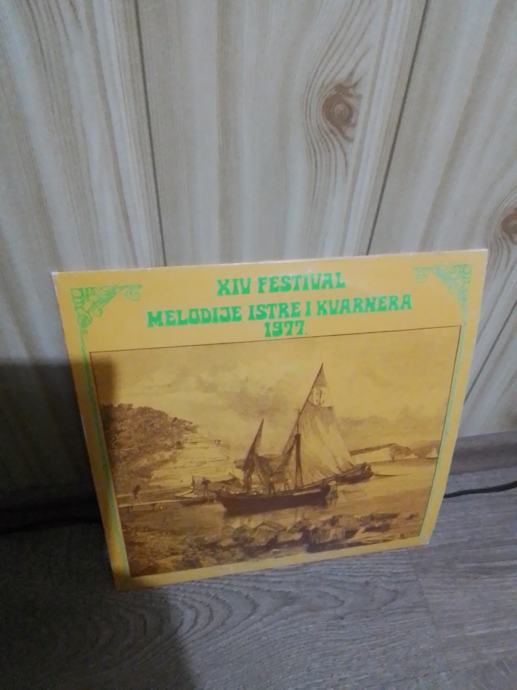 XIV FESTIVAL
MELODIJE ISTRE I KVARNERA
1977.